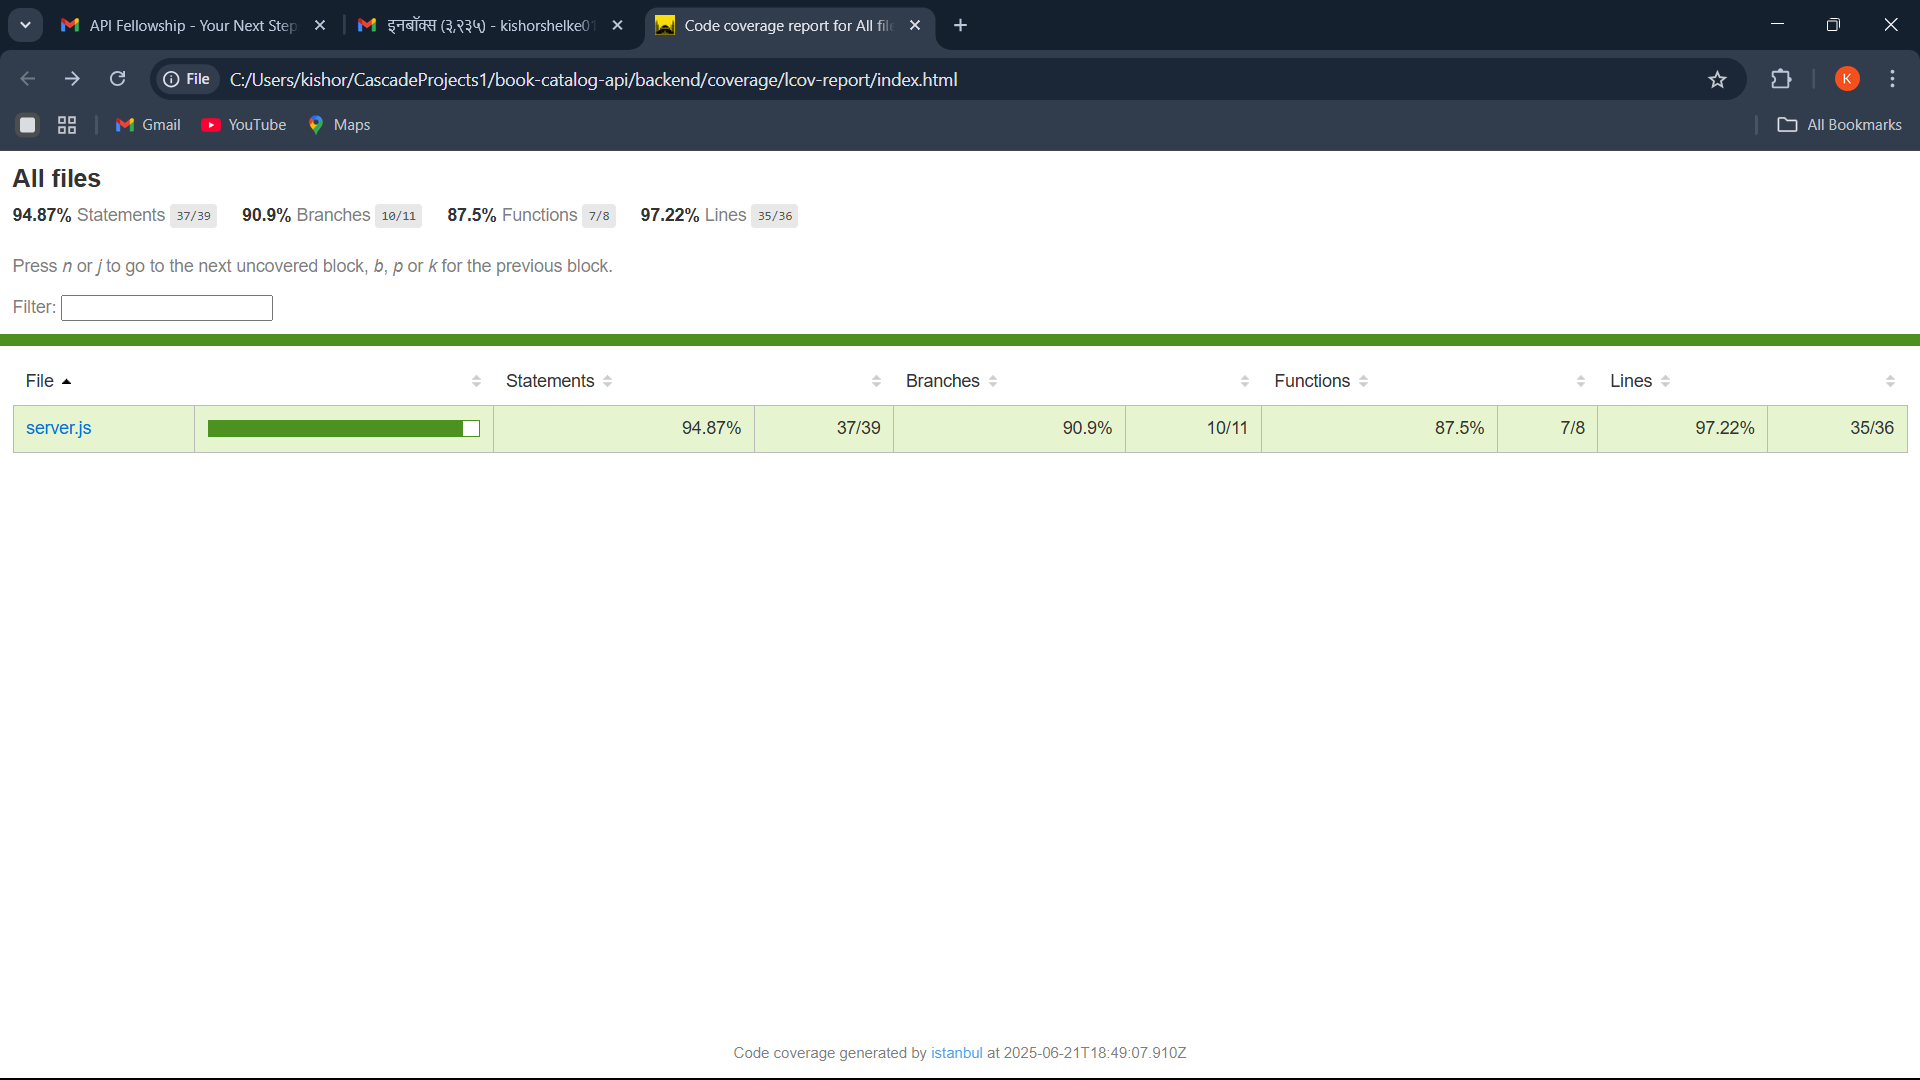 API Fellowship - Your Next Step
इनबॉक्स (३,२३५) - kishorshelke01
Code coverage report for All file
File
C:/Users/kishor/CascadeProjects1/book-catalog-api/backend/coverage/lcov-report/index.html
K
Gmail
YouTube
Maps
All Bookmarks
All files
94.87% Statements 37/39 90.9% Branches 10/11 87.5% Functions 7/8 97.22% Lines 35/36
Press n or j to go to the next uncovered block, b, p or k for the previous block.
Filter:
File Statements Branches Functions Lines
server.js 94.87% 37/39 90.9% 10/11 87.5% 7/8 97.22% 35/36
Code coverage generated by istanbul at 2025-06-21T18:49:07.910Z